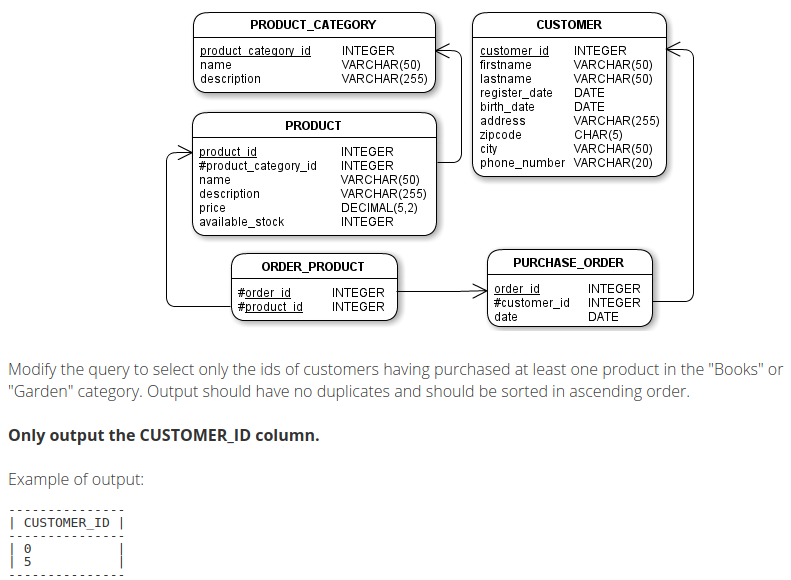 PRODUCT_CATEGORY
product_category_id INTEGER
name VARCHAR(50)
description VARCHAR(255)
CUSTOMER
customer_id INTEGER
firstname VARCHAR(50)
lastname VARCHAR(50)
register_date DATE
birth_date DATE
address VARCHAR(255)
zipcode CHAR(5)
city VARCHAR(50)
phone_number VARCHAR(20)
PRODUCT
product_id INTEGER
#product_category_id INTEGER
name VARCHAR(50)
description VARCHAR(255)
price DECIMAL(5,2)
available_stock INTEGER
ORDER_PRODUCT
#order_id INTEGER
#product_id INTEGER
PURCHASE_ORDER
order_id INTEGER
#customer_id INTEGER
date DATE
Modify the query to select only the ids of customers having purchased at least one product in the "Books" or
"Garden" category. Output should have no duplicates and should be sorted in ascending order.
Only output the CUSTOMER_ID column.
Example of output:
---------------
| CUSTOMER_ID |
---------------
| 0 |
| 5 |
---------------